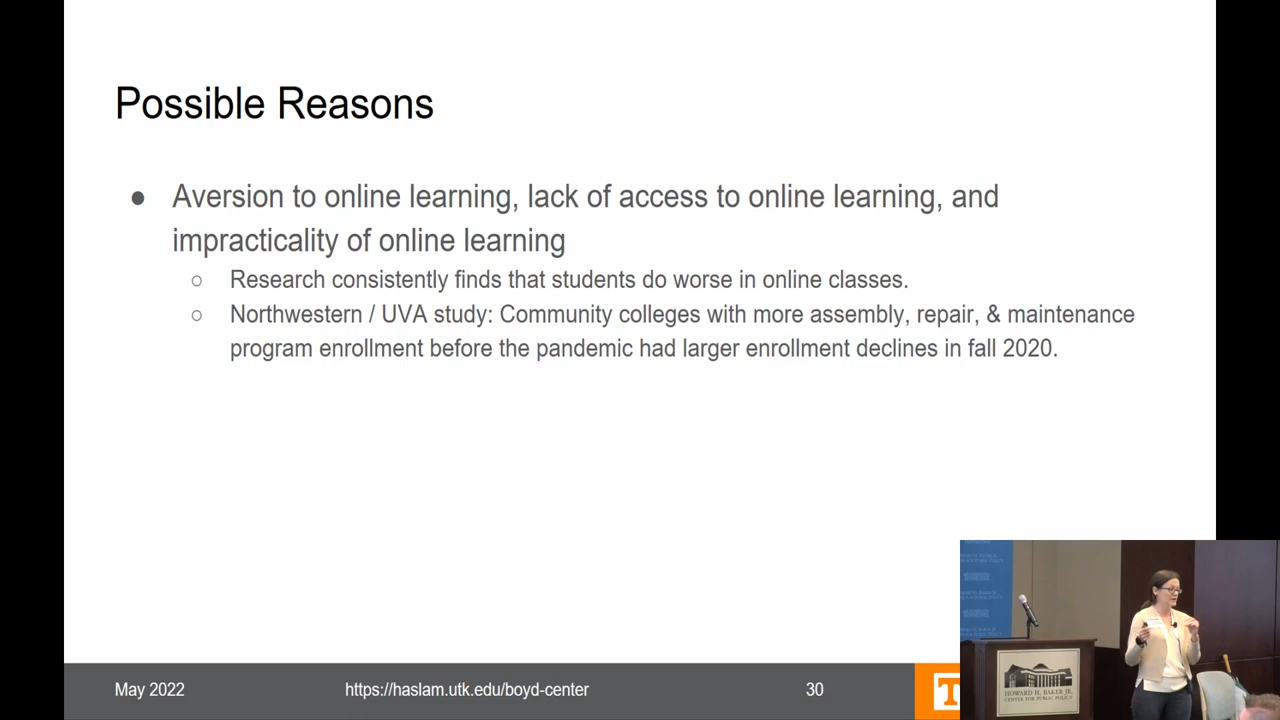 Possible Reasons
● Aversion to online learning, lack of access to online learning, and
impracticality of online learning
○ Research consistently finds that students do worse in online classes.
○ Northwestern / UVA study: Community colleges with more assembly, repair, & maintenance
program enrollment before the pandemic had larger enrollment declines in fall 2020.
May 2022
https://haslam.utk.edu/boyd-center
30
T
HOWARD H. BAKER JR.
CENTER FOR PUBLIC POLICY